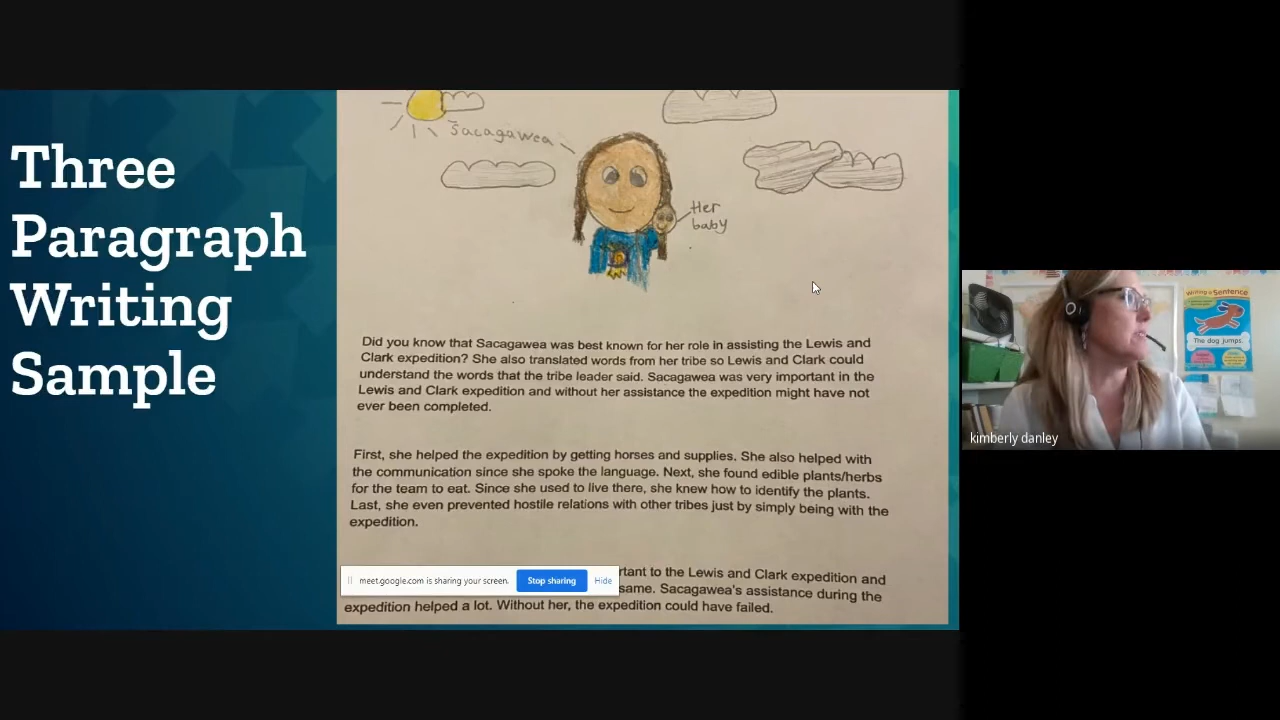 Three
Paragraph
Writing
Sample
Sacagawea
Her
baby
Did you know that Sacagawea was best known for her role in assisting the Lewis and
Clark expedition? She also translated words from her tribe so Lewis and Clark could
understand the words that the tribe leader said. Sacagawea was very important in the
Lewis and Clark expedition and without her assistance the expedition might have not
ever been completed.
First, she helped the expedition by getting horses and supplies. She also helped with
the communication since she spoke the language. Next, she found edible plants/herbs
for the team to eat. Since she used to live there, she knew how to identify the plants.
Last, she even prevented hostile relations with other tribes just by simply being with the
expedition.
to the Lewis and Clark expedition and
same. Sacagawea's assistance during the
expedition helped a lot. Without her, the expedition could have failed.
meet.google.com is sharing your screen.
Stop sharing
Hide
Writing a Sentence
The dog jumps.
kimberly danley